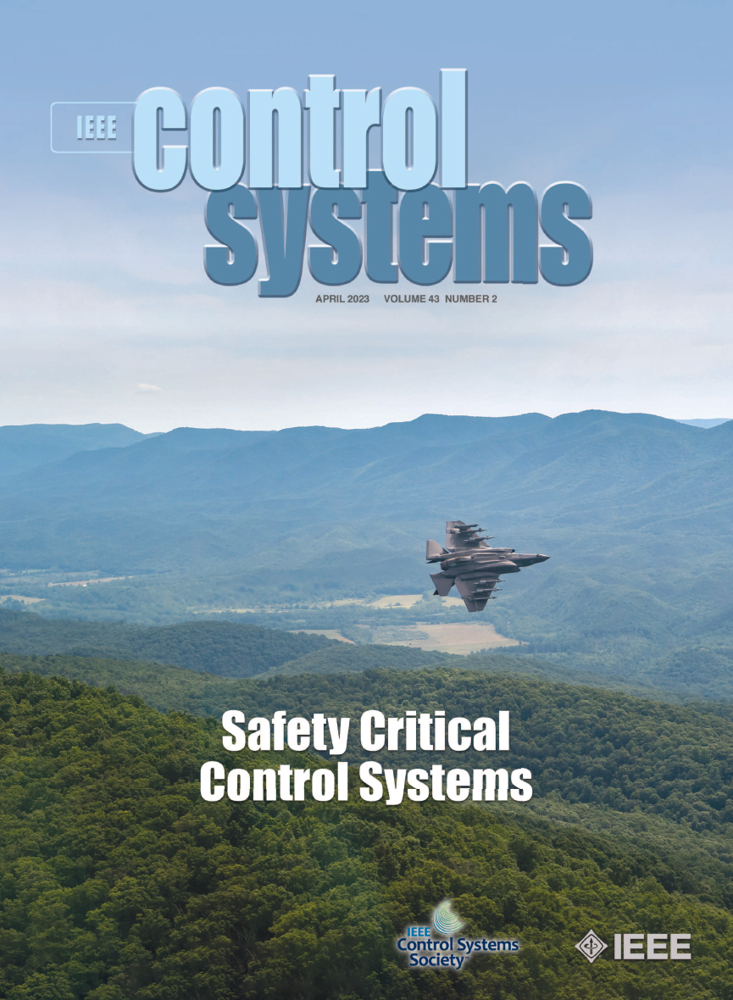 IEEE
control
systems
APRIL 2023 VOLUME 43 NUMBER 2
Safety Critical
Control Systems
IEEE
Control Systems
Society
IEEE